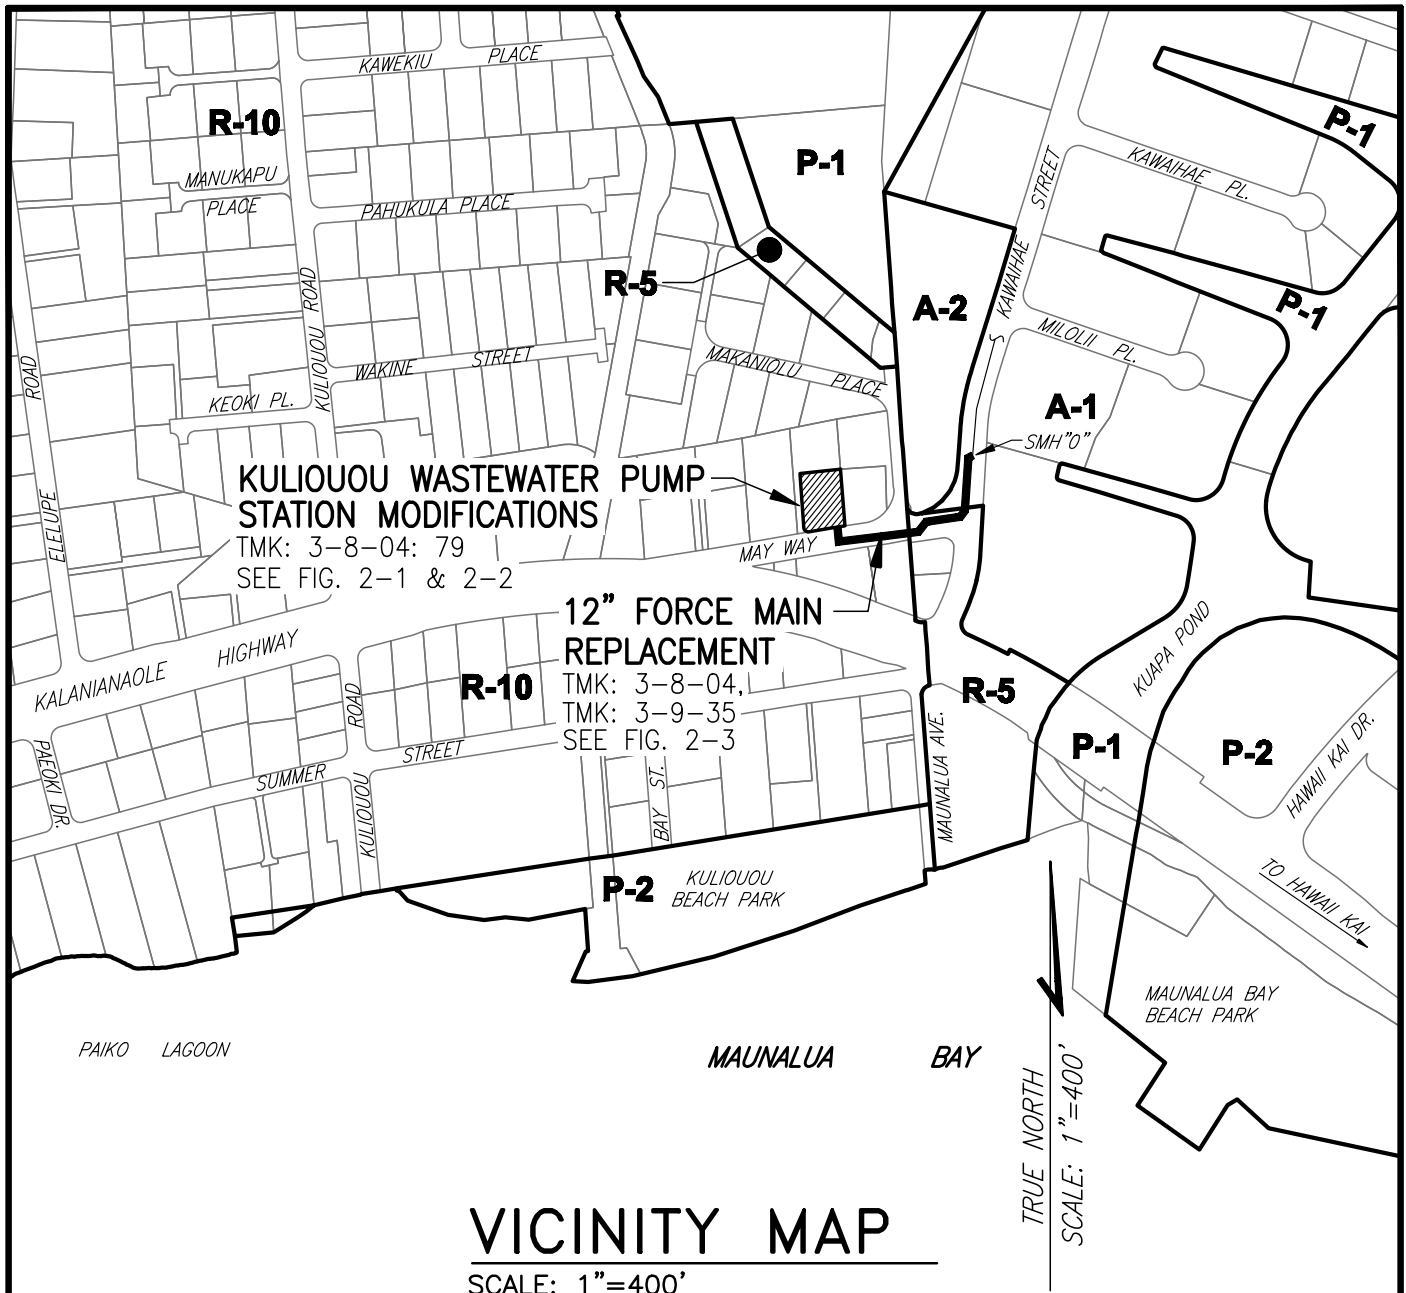 KAWEKIU PLACE
R-10
P-1
P-1
MANUKAPU
PLACE
PAHUKULA PLACE
KAWAIHAE PL.
KAWAIHAE STREET
R-5
A-2
P-1
KULIOUOU ROAD
MILOLII PL.
WAKINE STREET
MAKANIOLU PLACE
ELELUPE ROAD
KEOKI PL.
A-1
SMH"O"
KULIOUOU WASTEWATER PUMP
STATION MODIFICATIONS
TMK: 3-8-04: 79
SEE FIG. 2-1 & 2-2
MAY WAY
12" FORCE MAIN
REPLACEMENT
TMK: 3-8-04,
TMK: 3-9-35
SEE FIG. 2-3
KALANIANAOLE HIGHWAY
KUAPA POND
R-10
R-5
P-1
P-2
PAEOKI DR.
KULIOUOU ROAD
SUMMER STREET
BAY ST.
MAUNALUA AVE.
HAWAII KAI DR.
TO HAWAII KAI
P-2
KULIOUOU
BEACH PARK
MAUNALUA BAY
BEACH PARK
PAIKO LAGOON
MAUNALUA BAY
TRUE NORTH
SCALE: 1"=400'
VICINITY MAP
SCALE: 1"=400'